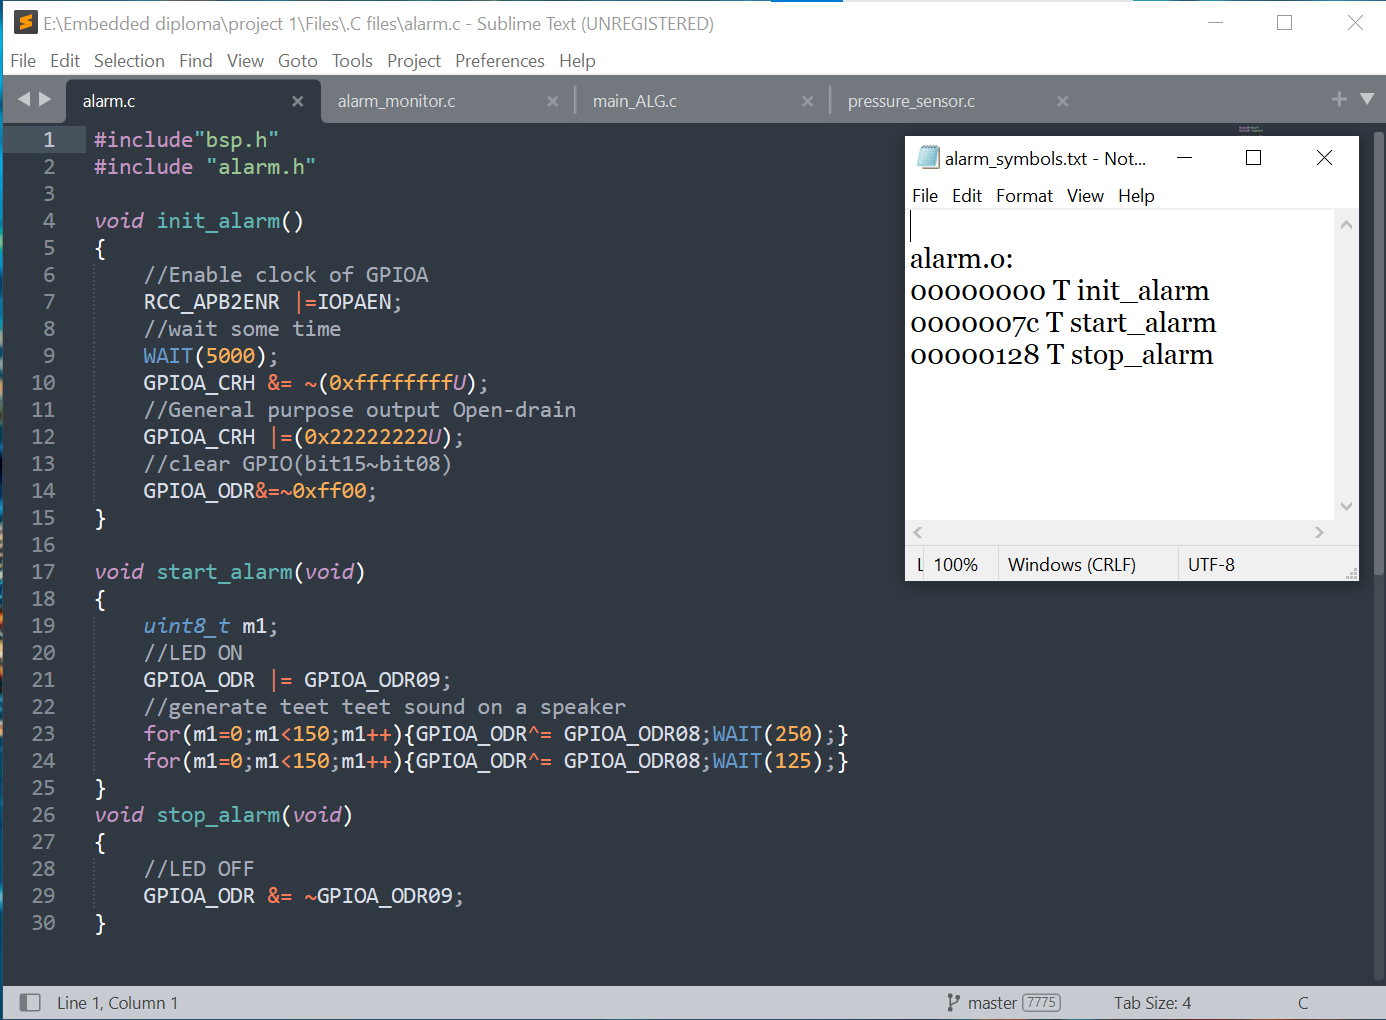 E:\Embedded diploma\project 1\Files\.C files\alarm.c - Sublime Text (UNREGISTERED)
File Edit Selection Find View Goto Tools Project Preferences Help
alarm.c alarm_monitor.c main_ALG.c pressure_sensor.c
1 #include"bsp.h"
2 #include "alarm.h"
3
4 void init_alarm()
5 {
6 //Enable clock of GPIOA
7 RCC_APB2ENR |=IOPAEN;
8 //wait some time
9 WAIT(5000);
10 GPIOA_CRH &= ~(0xffffffffU);
11 //General purpose output Open-drain
12 GPIOA_CRH |=(0x22222222U);
13 //clear GPIO(bit15~bit08)
14 GPIOA_ODR&=~0xff00;
15 }
16
17 void start_alarm(void)
18 {
19 uint8_t m1;
20 //LED ON
21 GPIOA_ODR |= GPIOA_ODR09;
22 //generate teet teet sound on a speaker
23 for(m1=0;m1<150;m1++){GPIOA_ODR^= GPIOA_ODR08;WAIT(250);}
24 for(m1=0;m1<150;m1++){GPIOA_ODR^= GPIOA_ODR08;WAIT(125);}
25 }
26 void stop_alarm(void)
27 {
28 //LED OFF
29 GPIOA_ODR &= ~GPIOA_ODR09;
30 }
alarm_symbols.txt - Not...
File Edit Format View Help
alarm.o:
00000000 T init_alarm
0000007c T start_alarm
00000128 T stop_alarm
100% Windows (CRLF) UTF-8
Line 1, Column 1 master 7775 Tab Size: 4 C